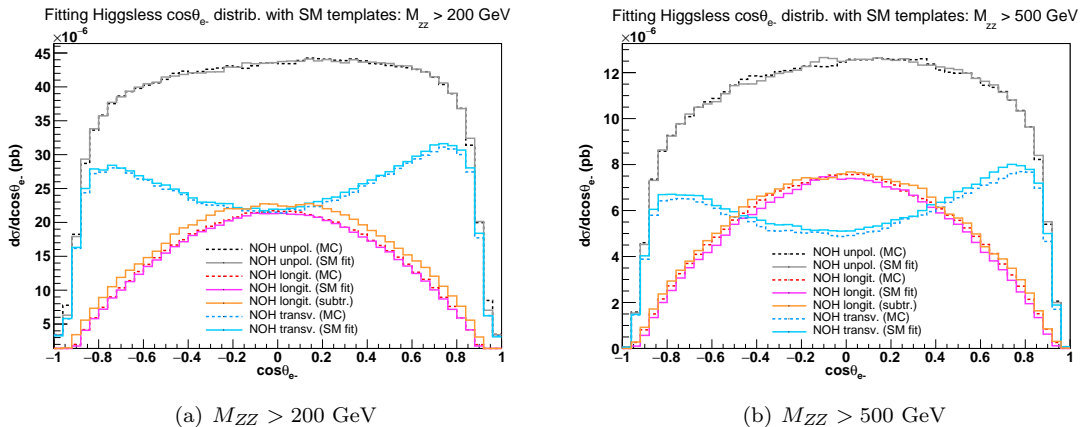 Fitting Higgsless cosθe- distrib. with SM templates: Mzz > 200 GeV
×10−6
45
40
35
30
25
20
15
10
5
dσ/dcosθe- (pb)
NOH unpol. (MC)
NOH unpol. (SM fit)
NOH longit. (MC)
NOH longit. (SM fit)
NOH longit. (subtr.)
NOH transv. (MC)
NOH transv. (SM fit)
−1 −0.8 −0.6 −0.4 −0.2 0 0.2 0.4 0.6 0.8 1
cosθe-
(a) MZZ > 200 GeV
Fitting Higgsless cosθe- distrib. with SM templates: Mzz > 500 GeV
×10−6
12
10
8
6
4
2
0
dσ/dcosθe- (pb)
NOH unpol. (MC)
NOH unpol. (SM fit)
NOH longit. (MC)
NOH longit. (SM fit)
NOH longit. (subtr.)
NOH transv. (MC)
NOH transv. (SM fit)
−1 −0.8 −0.6 −0.4 −0.2 0 0.2 0.4 0.6 0.8 1
cosθe-
(b) MZZ > 500 GeV